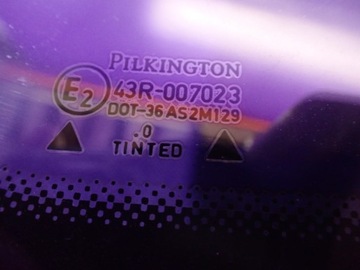 PILKINGTON
E2 43R-007023
DOT-36 AS2M129
.0
TINTED